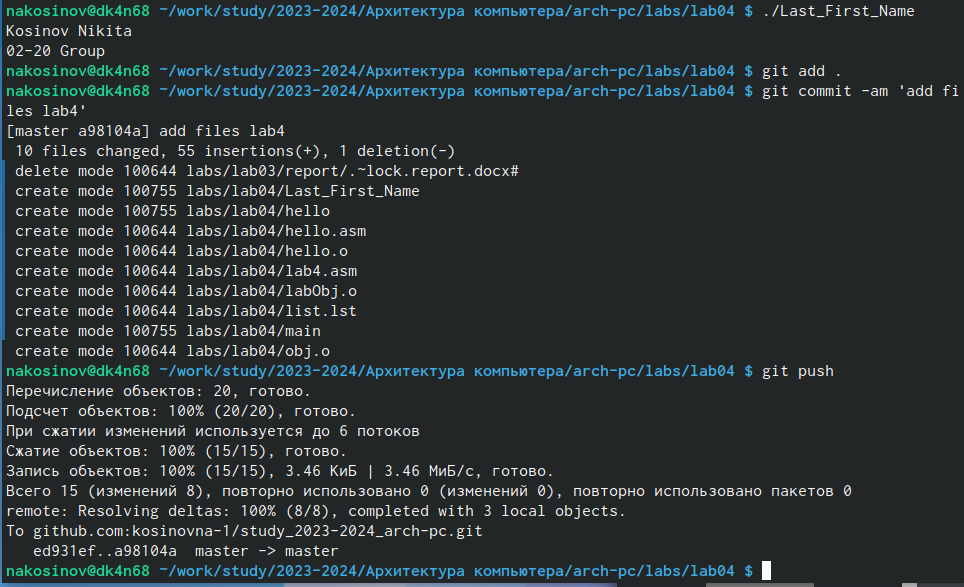 nakosinov@dk4n68 ~/work/study/2023-2024/Архитектура компьютера/arch-pc/labs/lab04 $ ./Last_First_Name
Kosinov Nikita
02-20 Group
nakosinov@dk4n68 ~/work/study/2023-2024/Архитектура компьютера/arch-pc/labs/lab04 $ git add .
nakosinov@dk4n68 ~/work/study/2023-2024/Архитектура компьютера/arch-pc/labs/lab04 $ git commit -am 'add fi
les lab4'
[master a98104a] add files lab4
 10 files changed, 55 insertions(+), 1 deletion(-)
 delete mode 100644 labs/lab03/report/.~lock.report.docx#
 create mode 100755 labs/lab04/Last_First_Name
 create mode 100755 labs/lab04/hello
 create mode 100644 labs/lab04/hello.asm
 create mode 100644 labs/lab04/hello.o
 create mode 100644 labs/lab04/lab4.asm
 create mode 100644 labs/lab04/labObj.o
 create mode 100644 labs/lab04/list.lst
 create mode 100755 labs/lab04/main
 create mode 100644 labs/lab04/obj.o
nakosinov@dk4n68 ~/work/study/2023-2024/Архитектура компьютера/arch-pc/labs/lab04 $ git push
Перечисление объектов: 20, готово.
Подсчет объектов: 100% (20/20), готово.
При сжатии изменений используется до 6 потоков
Сжатие объектов: 100% (15/15), готово.
Запись объектов: 100% (15/15), 3.46 КиБ | 3.46 МиБ/с, готово.
Всего 15 (изменений 8), повторно использовано 0 (изменений 0), повторно использовано пакетов 0
remote: Resolving deltas: 100% (8/8), completed with 3 local objects.
To github.com:kosinovna-1/study_2023-2024_arch-pc.git
   ed931ef..a98104a  master -> master
nakosinov@dk4n68 ~/work/study/2023-2024/Архитектура компьютера/arch-pc/labs/lab04 $